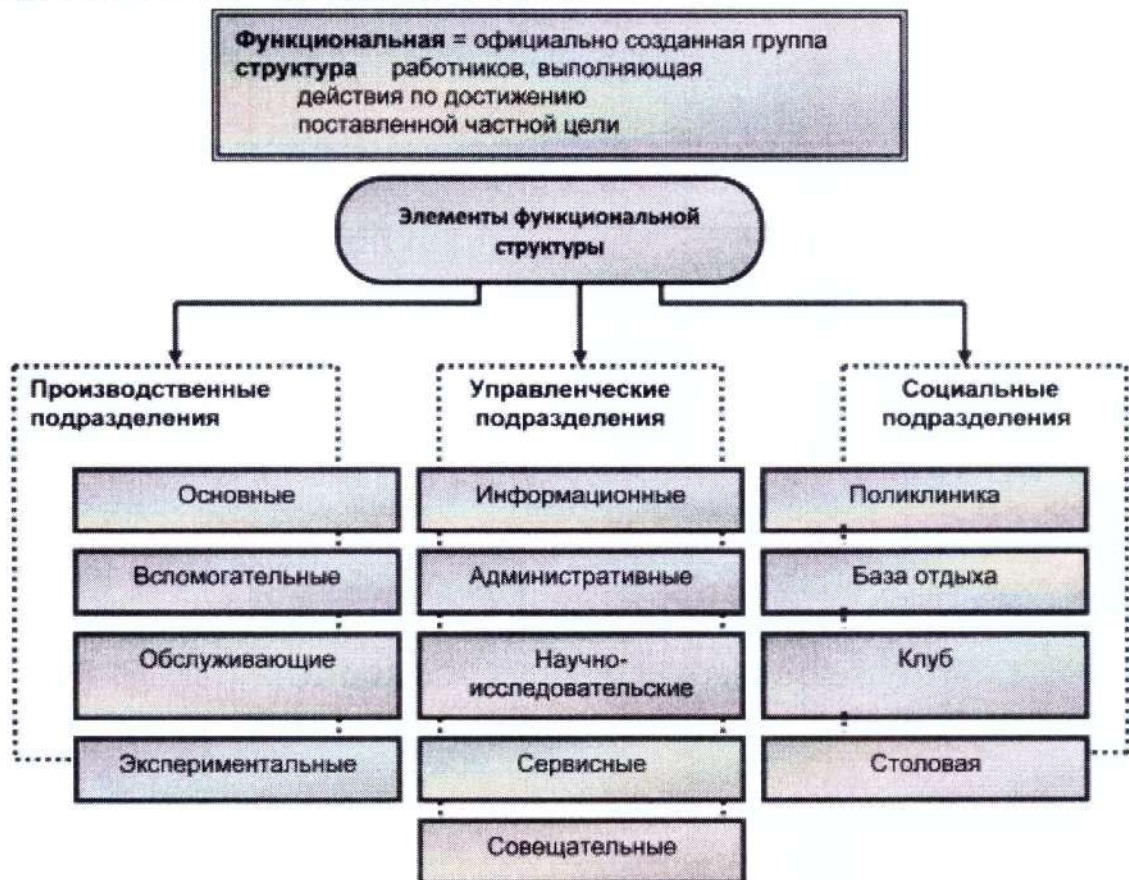 Функциональная = официально созданная группа
структура работников, выполняющая
действия по достижению
поставленной частной цели
Элементы функциональной
структуры
Производственные
подразделения
Основные
Вспомогательные
Обслуживающие
Экспериментальные
Управленческие
подразделения
Информационные
Административные
Научно-
исследовательские
Сервисные
Совещательные
Социальные
подразделения
Поликлиника
База отдыха
Клуб
Столовая